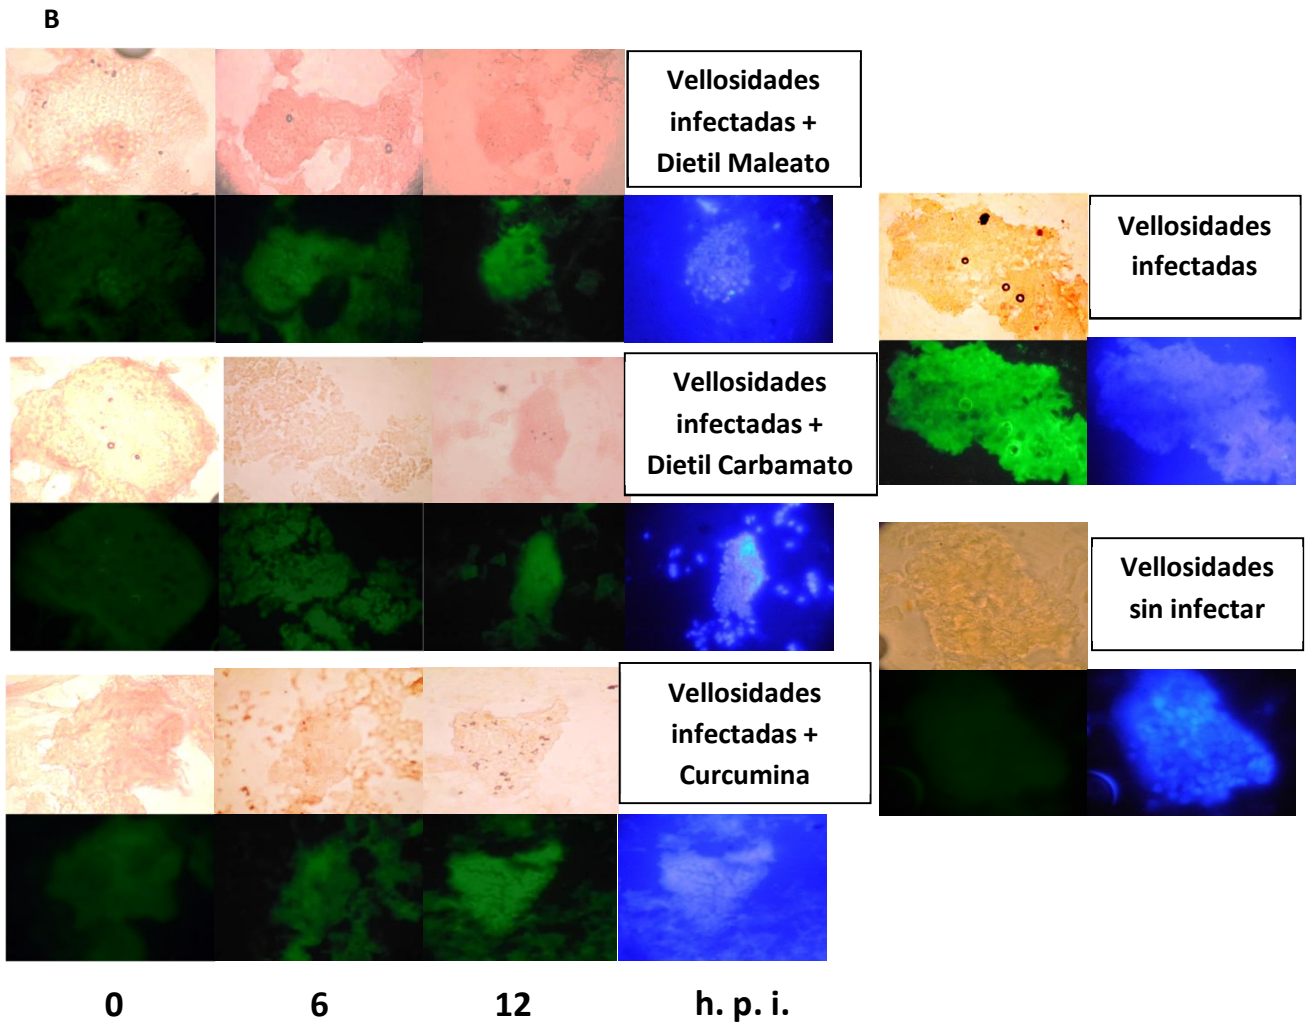 B
Vellosidades
infectadas +
Dietil Maleato
Vellosidades
infectadas
Vellosidades
infectadas +
Dietil Carbamato
Vellosidades
sin infectar
Vellosidades
infectadas +
Curcumina
0 6 12 h. p. i.